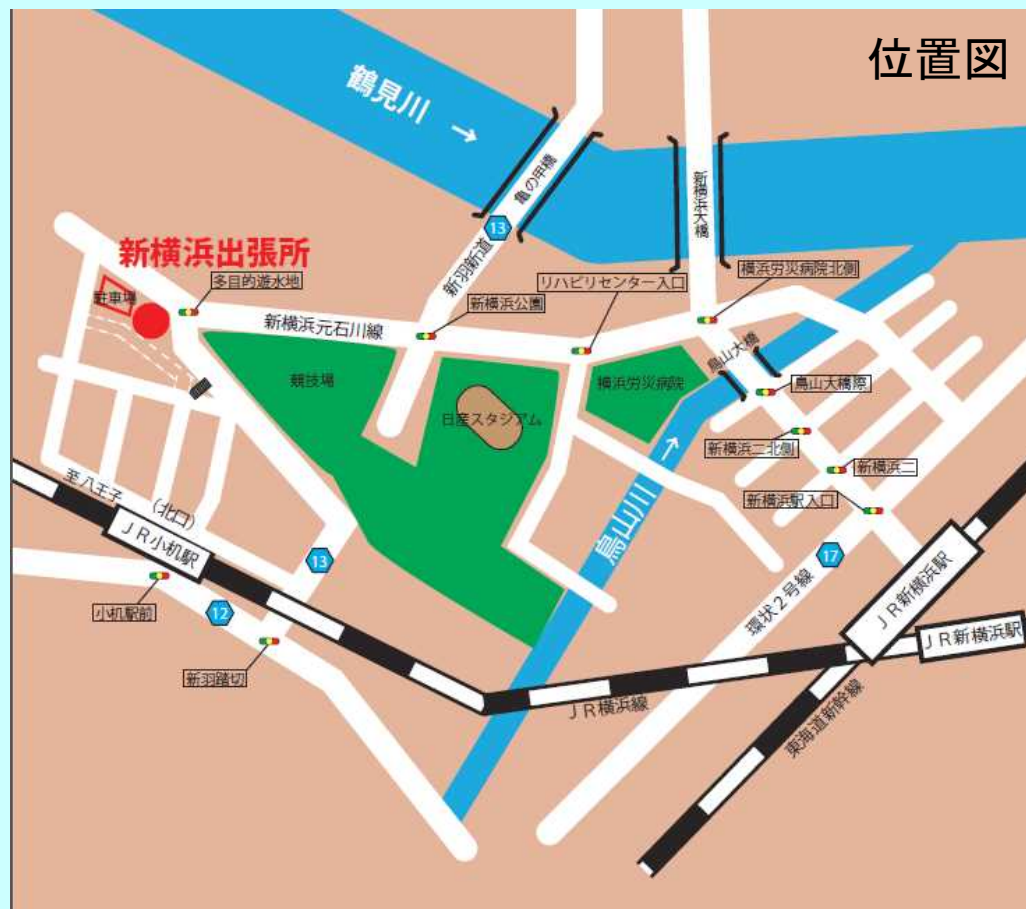 位置図
鶴見川
→
亀の甲橋
新横浜大橋
13
新羽新道
新横浜出張所
多目的遊水地
駐車場
リハビリセンター入口
横浜労災病院北側
新横浜公園
新横浜元石川線
鳥山大橋
競技場
横浜労災病院
鳥山大橋際
日産スタジアム
→
新横浜二北側
新横浜二
至八王子
(北口)
新横浜駅入口
鳥山川
JR小机駅
13
17
小机駅前
12
環状2号線
JR新横浜駅
JR新横浜駅
新羽踏切
JR横浜線
東海道新幹線